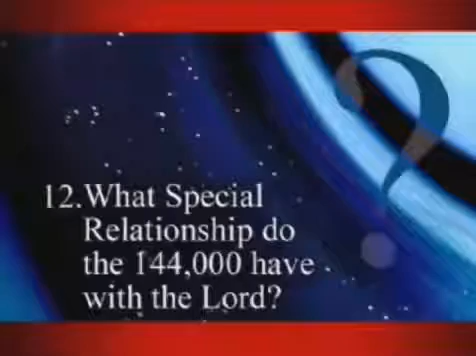 12.What Special
Relationship do
the 144,000 have
with the Lord?
?